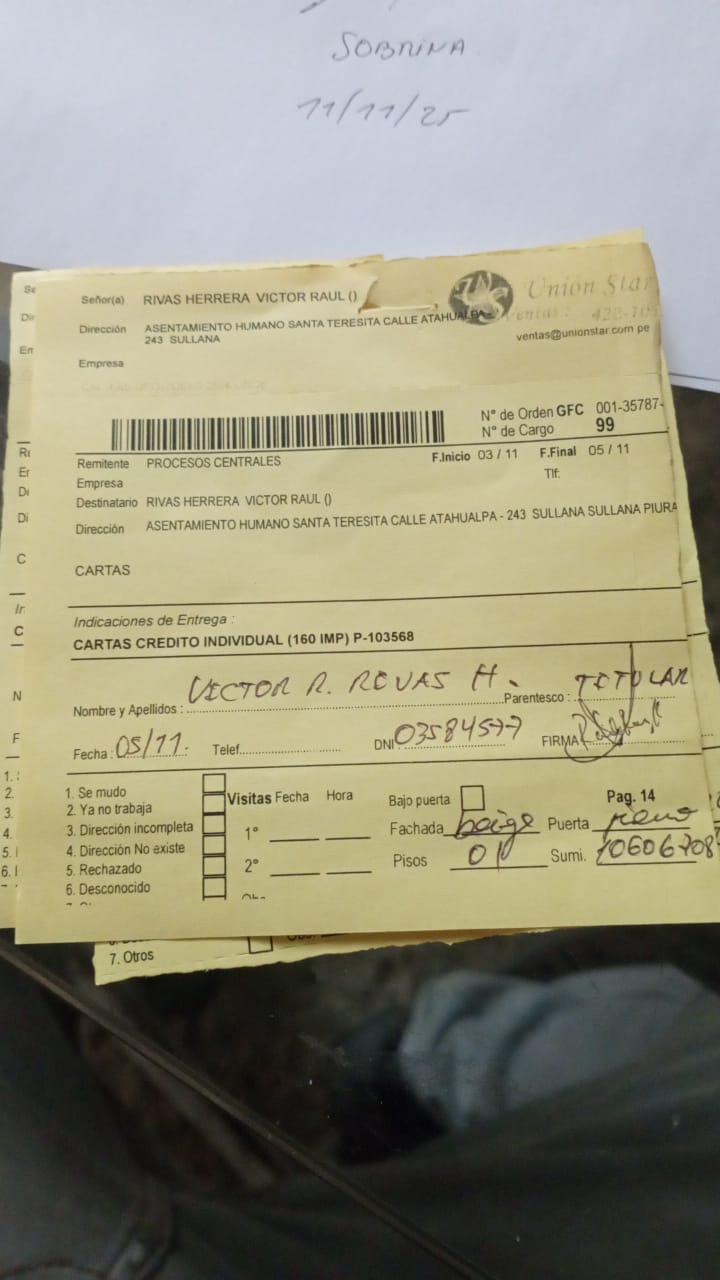 SOBRINA
11/11/25
Señor(a) RIVAS HERRERA VICTOR RAUL ()
Unión Star
Dirección ASENTAMIENTO HUMANO SANTA TERESITA CALLE ATAHUALPA -
243 SULLANA
ventas@unionstar.com.pe
Empresa
N° de Orden GFC 001-35787-
N° de Cargo 99
Remitente PROCESOS CENTRALES F.Inicio 03 / 11 F.Final 05 / 11
Empresa Tlf:
Destinatario RIVAS HERRERA VICTOR RAUL ()
Dirección ASENTAMIENTO HUMANO SANTA TERESITA CALLE ATAHUALPA - 243 SULLANA SULLANA PIURA
CARTAS
Indicaciones de Entrega :
CARTAS CREDITO INDIVIDUAL (160 IMP) P-103568
Nombre y Apellidos : VICTOR R. ROVAS H. Parentesco : TITULAR
Fecha : 05/11. Telef. DNI 03584577 FIRMA
1. Se mudo
2. Ya no trabaja
3. Dirección incompleta
4. Dirección No existe
5. Rechazado
6. Desconocido
Visitas Fecha Hora
1°
2°
Bajo puerta Pag. 14
Fachada beige Puerta
Pisos 01 Sumi. 10606708
7. Otros